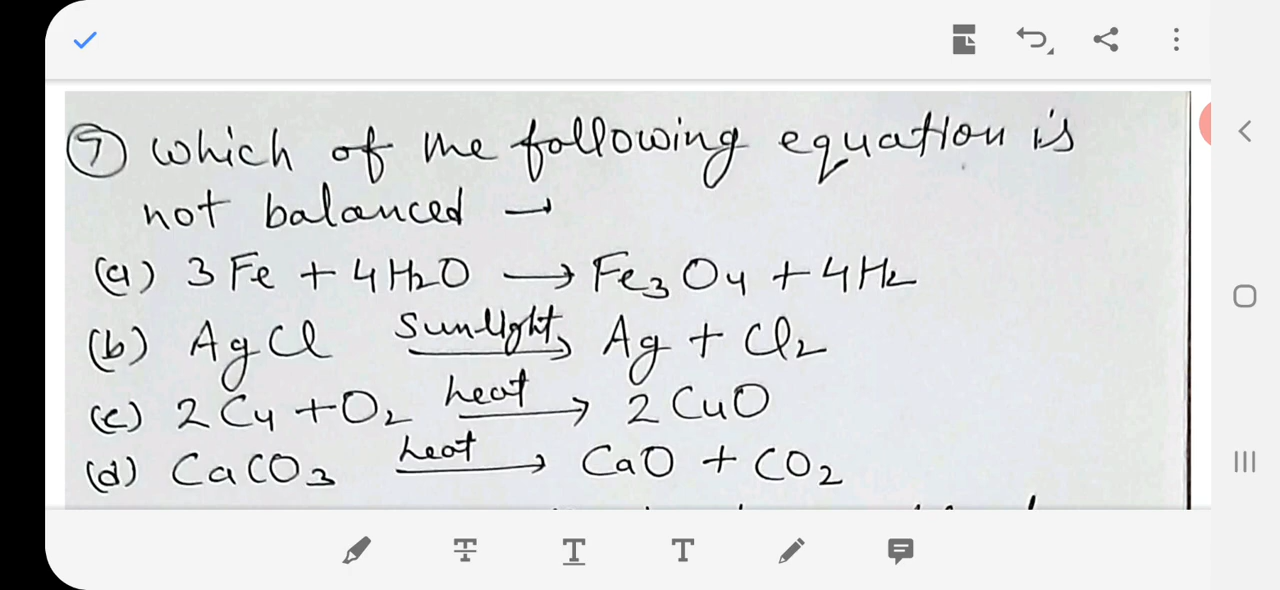 ⑦ which of the following equation is
not balanced →
(a) 3 Fe + 4 H₂O → Fe₃O₄ + 4 H₂
(b) AgCl sunlight→ Ag + Cl₂
(c) 2 Cu + O₂ heat→ 2 CuO
(d) CaCO₃ heat→ CaO + CO₂
T T T